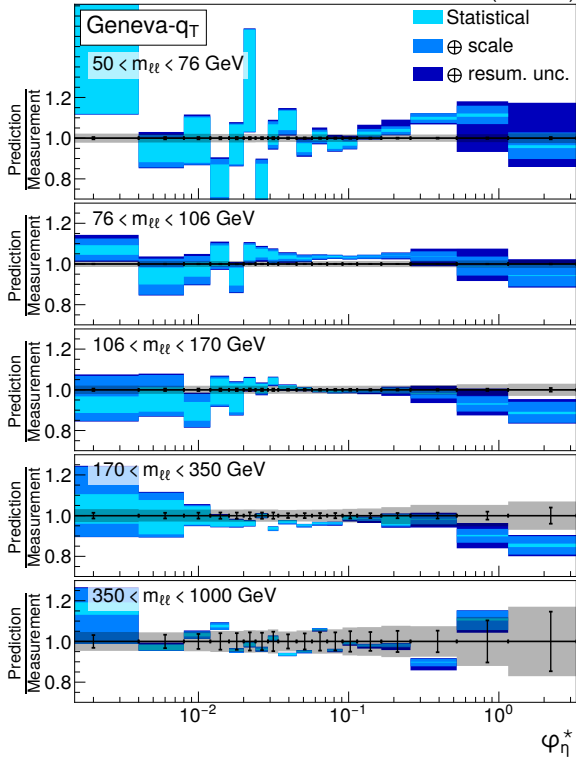 Geneva-q_T
Statistical
⊕ scale
⊕ resum. unc.
50 < m_ℓℓ < 76 GeV
Prediction
Measurement
1.2
1.0
0.8
76 < m_ℓℓ < 106 GeV
Prediction
Measurement
1.2
1.0
0.8
106 < m_ℓℓ < 170 GeV
Prediction
Measurement
1.2
1.0
0.8
170 < m_ℓℓ < 350 GeV
Prediction
Measurement
1.2
1.0
0.8
350 < m_ℓℓ < 1000 GeV
Prediction
Measurement
1.2
1.0
0.8
10⁻² 10⁻¹ 10⁰
φ*_η